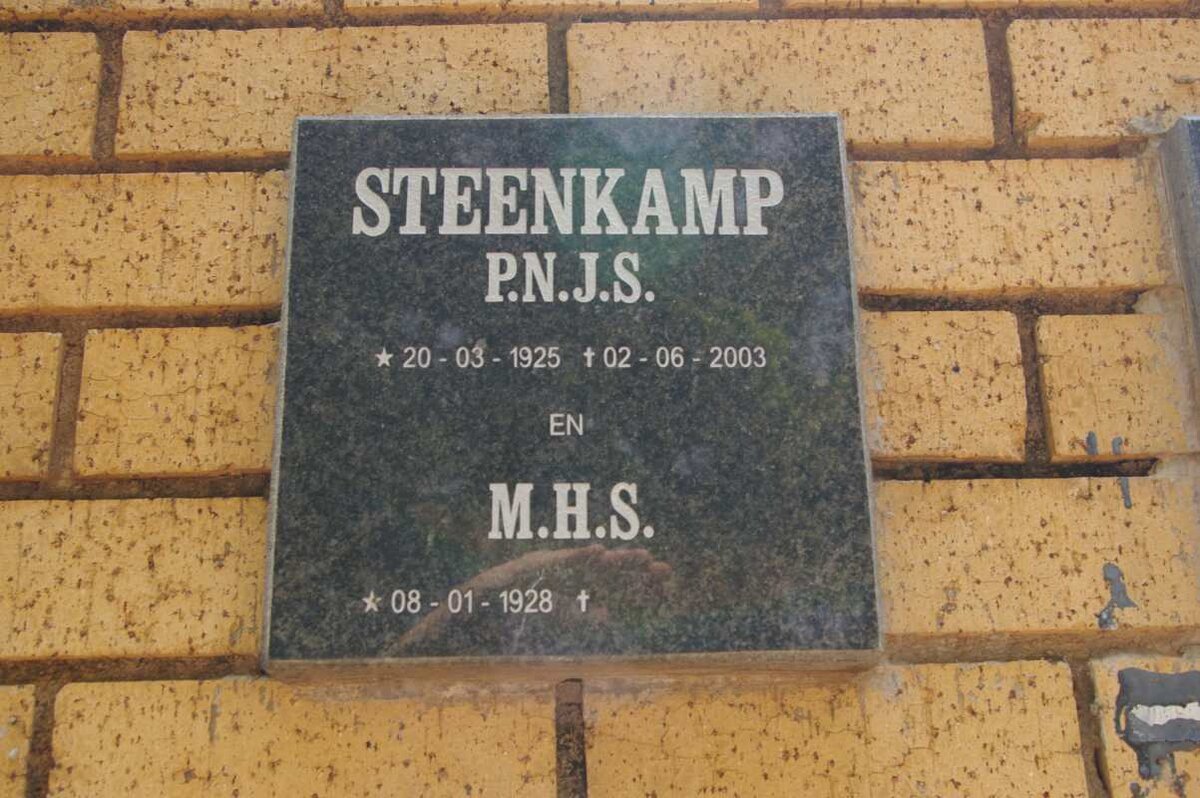 STEENKAMP
P.N.J.S.
★ 20 - 03 - 1925 ✝ 02 - 06 - 2003
EN
M.H.S.
★ 08 - 01 - 1928 ✝